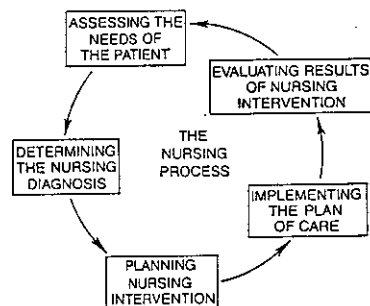 ASSESSING THE
NEEDS OF
THE PATIENT
EVALUATING RESULTS
OF NURSING
INTERVENTION
THE
NURSING
PROCESS
DETERMINING
THE NURSING
DIAGNOSIS
IMPLEMENTING
THE PLAN
OF CARE
PLANNING
NURSING
INTERVENTION